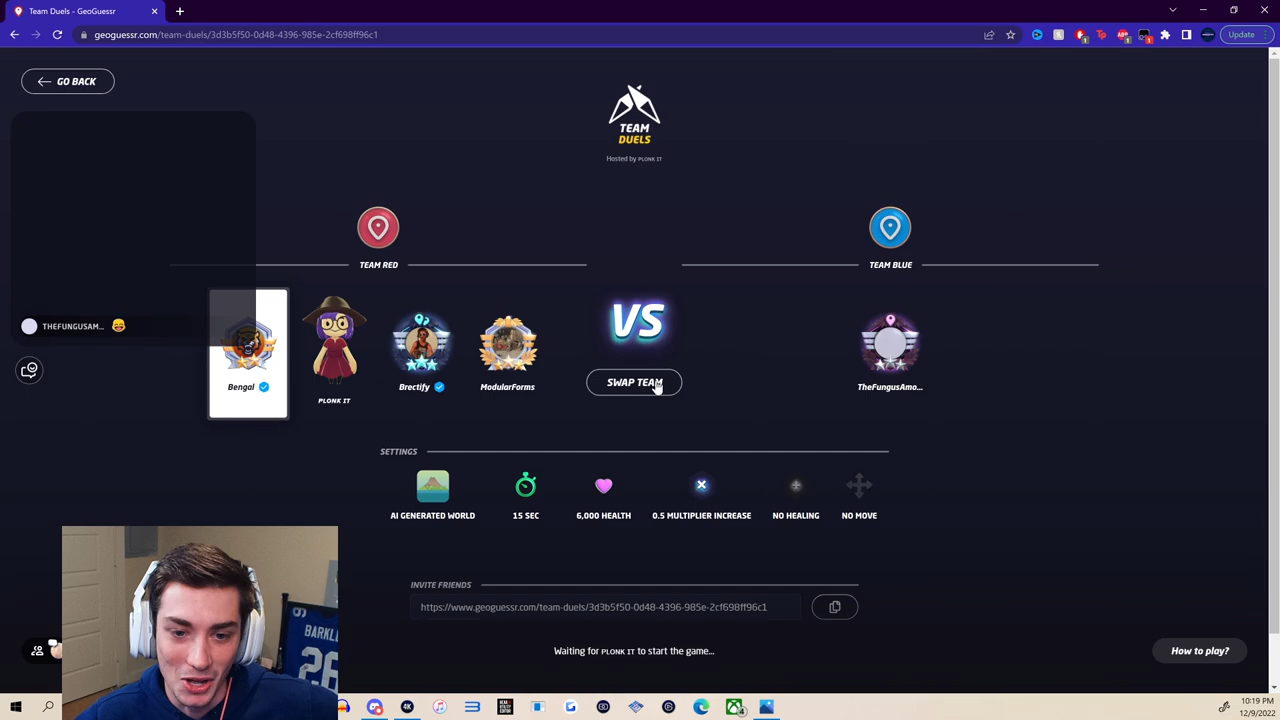 Team Duels - GeoGuessr
geoguessr.com/team-duels/3d3b5f50-0d48-4396-985e-2cf698ff96c1
Update
GO BACK
TEAM
DUELS
Hosted by PLONK IT
TEAM RED
TEAM BLUE
THEFUNGUSAM...
VS
SWAP TEAM
Bengal
PLONK IT
Brectify
ModularForms
TheFungusAmo...
SETTINGS
AI GENERATED WORLD
15 SEC
6,000 HEALTH
0.5 MULTIPLIER INCREASE
NO HEALING
NO MOVE
INVITE FRIENDS
https://www.geoguessr.com/team-duels/3d3b5f50-0d48-4396-985e-2cf698ff96c1
Waiting for PLONK IT to start the game...
How to play?
BARKL
26
4K
10:19 PM
12/9/2022